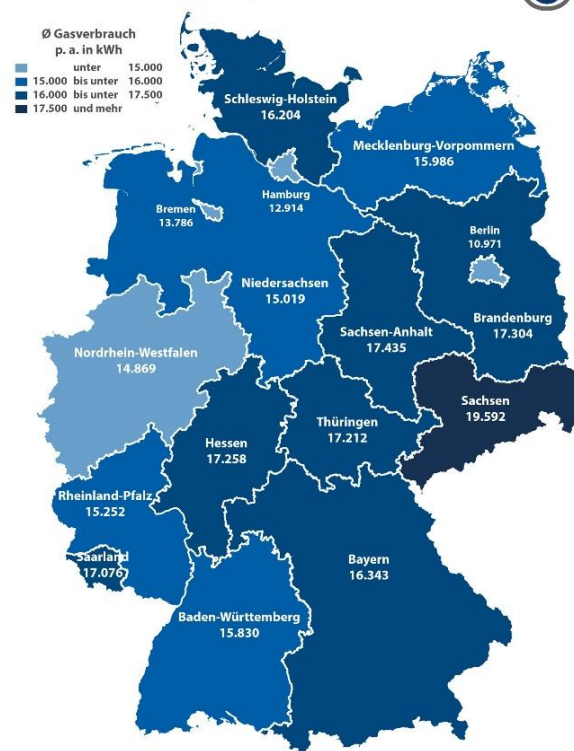 Ø Gasverbrauch
p. a. in kWh
unter 15.000
15.000 bis unter 16.000
16.000 bis unter 17.500
17.500 und mehr
Schleswig-Holstein
16.204
Mecklenburg-Vorpommern
15.986
Hamburg
12.914
Bremen
13.786
Berlin
10.971
Niedersachsen
15.019
Brandenburg
17.304
Sachsen-Anhalt
17.435
Nordrhein-Westfalen
14.869
Sachsen
19.592
Thüringen
17.212
Hessen
17.258
Rheinland-Pfalz
15.252
Saarland
17.076
Bayern
16.343
Baden-Württemberg
15.830